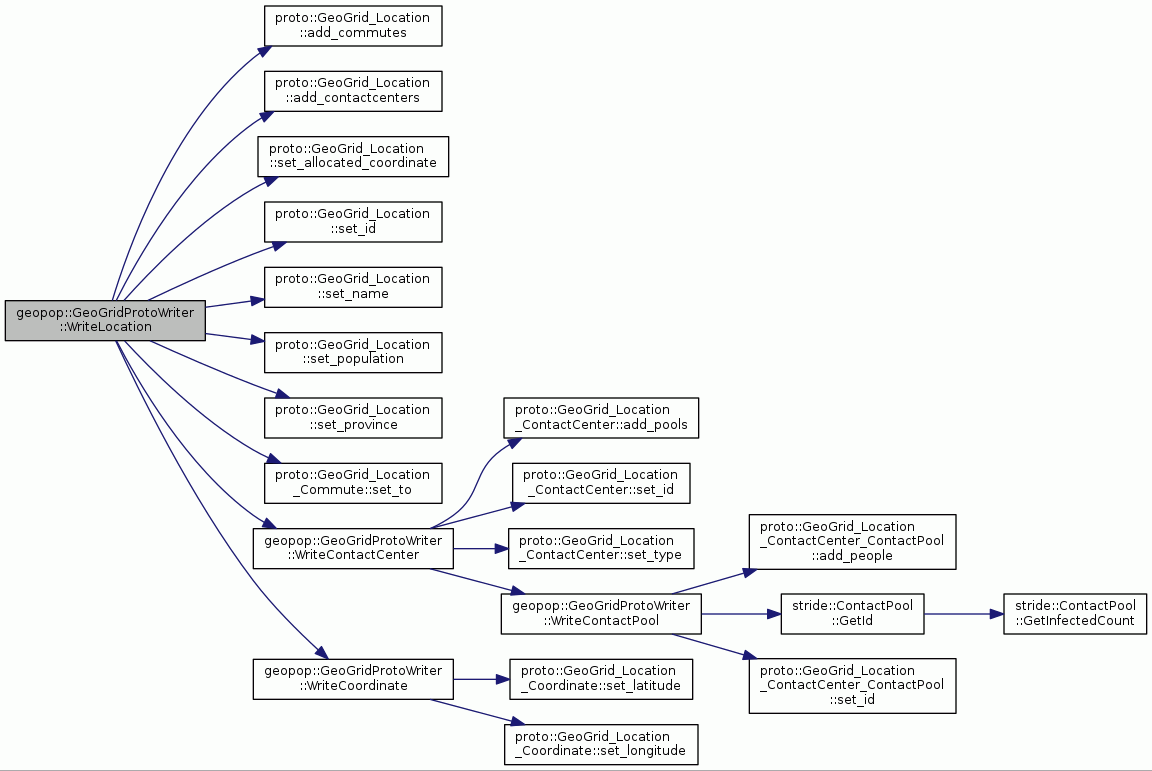 proto::GeoGrid_Location
::add_commutes
proto::GeoGrid_Location
::add_contactcenters
proto::GeoGrid_Location
::set_allocated_coordinate
proto::GeoGrid_Location
::set_id
proto::GeoGrid_Location
::set_name
geopop::GeoGridProtoWriter
::WriteLocation
proto::GeoGrid_Location
::set_population
proto::GeoGrid_Location
::set_province
proto::GeoGrid_Location
_Commute::set_to
geopop::GeoGridProtoWriter
::WriteContactCenter
geopop::GeoGridProtoWriter
::WriteCoordinate
proto::GeoGrid_Location
_ContactCenter::add_pools
proto::GeoGrid_Location
_ContactCenter::set_id
proto::GeoGrid_Location
_ContactCenter::set_type
geopop::GeoGridProtoWriter
::WriteContactPool
proto::GeoGrid_Location
_Coordinate::set_latitude
proto::GeoGrid_Location
_Coordinate::set_longitude
proto::GeoGrid_Location
_ContactCenter_ContactPool
::add_people
stride::ContactPool
::GetId
proto::GeoGrid_Location
_ContactCenter_ContactPool
::set_id
stride::ContactPool
::GetInfectedCount